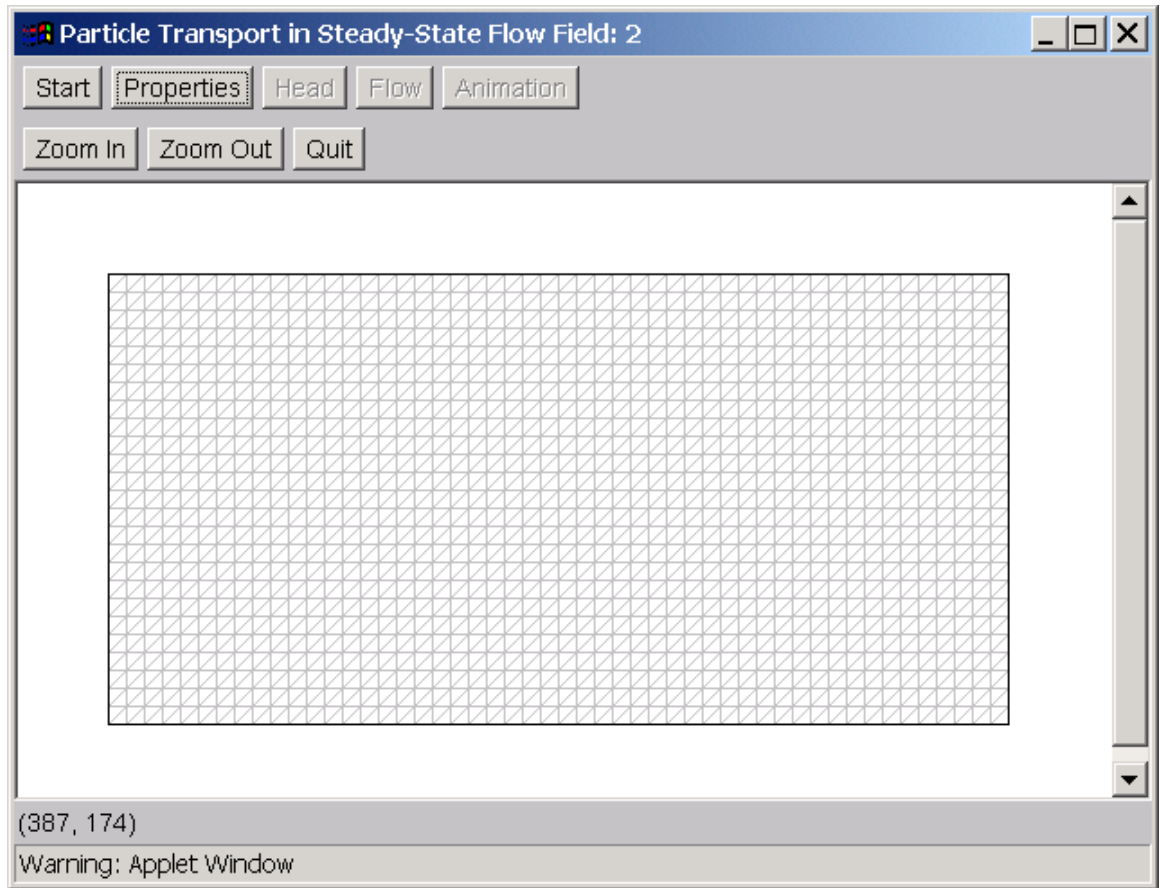 Particle Transport in Steady-State Flow Field: 2
Start Properties Head Flow Animation
Zoom In Zoom Out Quit
(387, 174)
Warning: Applet Window